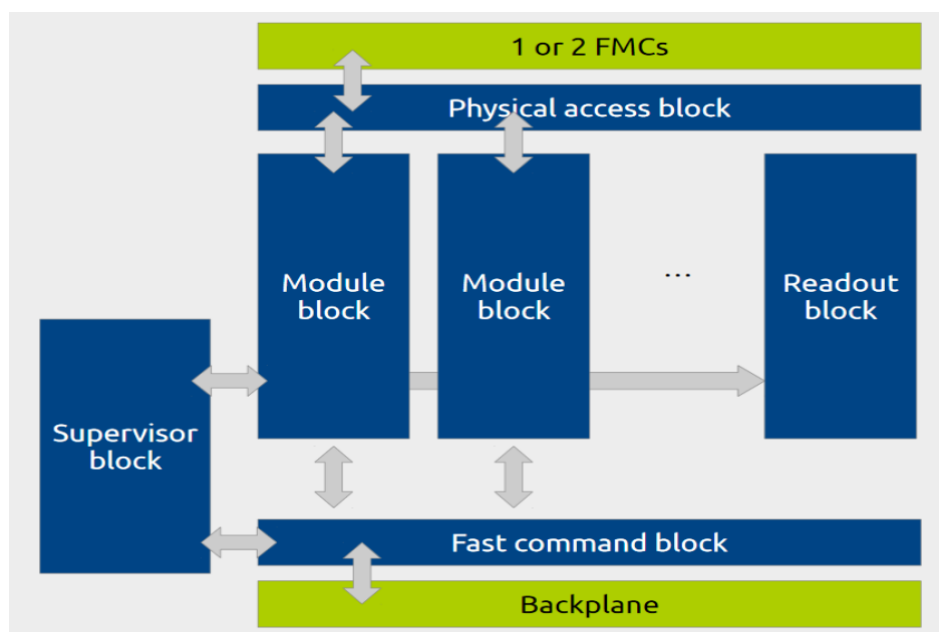 1 or 2 FMCs
Physical access block
Module
block
Module
block
...
Readout
block
Supervisor
block
Fast command block
Backplane